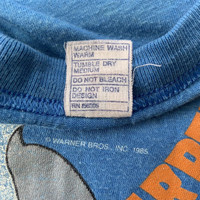 MACHINE WASH
WARM
TUMBLE DRY
MEDIUM
DO NOT BLEACH
DO NOT IRON
DESIGN
© WARNER BROS. INC 1985